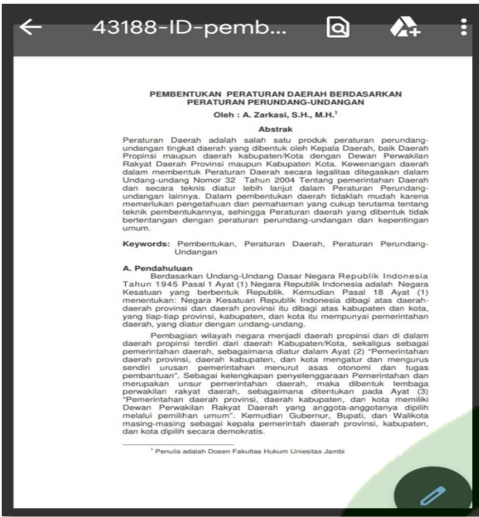 43188-ID-pemb...
PEMBENTUKAN PERATURAN DAERAH BERDASARKAN
PERATURAN PERUNDANG-UNDANGAN
Oleh : A. Zarkasi, S.H., M.H.¹
Abstrak
Peraturan Daerah adalah salah satu produk peraturan perundang-
undangan tingkat daerah yang dibentuk oleh Kepala Daerah, baik Daerah
Propinsi maupun daerah kabupaten/Kota dengan Dewan Perwakilan
Rakyat Daerah Provinsi maupun Kabupaten Kota. Kewenangan daerah
dalam membentuk Peraturan Daerah secara legalitas ditegaskan dalam
Undang-undang Nomor 32 Tahun 2004 Tentang pemerintahan Daerah
dan secara teknis diatur lebih lanjut dalam Peraturan Perundang-
undangan lainnya. Dalam pembentukan daerah tidaklah mudah karena
memerlukan pengetahuan dan pemahaman yang cukup terutama tentang
teknik pembentukannya, sehingga Peraturan daerah yang dibentuk tidak
bertentangan dengan peraturan perundang-undangan dan kepentingan
umum.
Keywords: Pembentukan, Peraturan Daerah, Peraturan Perundang-
Undangan
A. Pendahuluan
Berdasarkan Undang-Undang Dasar Negara Republik Indonesia
Tahun 1945 Pasal 1 Ayat (1) Negara Republik Indonesia adalah Negara
Kesatuan yang berbentuk Republik. Kemudian Pasal 18 Ayat (1)
menentukan: Negara Kesatuan Republik Indonesia dibagi atas daerah-
daerah provinsi dan daerah provinsi itu dibagi atas kabupaten dan kota,
yang tiap-tiap provinsi, kabupaten, dan kota itu mempunyai pemerintahan
daerah, yang diatur dengan undang-undang.
Pembagian wilayah negara menjadi daerah propinsi dan di dalam
daerah propinsi terdiri dari daerah Kabupaten/Kota, sekaligus sebagai
pemerintahan daerah, sebagaimana diatur dalam Ayat (2) "Pemerintahan
daerah provinsi, daerah kabupaten, dan kota mengatur dan mengurus
sendiri urusan pemerintahan menurut asas otonomi dan tugas
pembantuan". Sebagai kelengkapan penyelenggaraan Pemerintahan dan
merupakan unsur pemerintahan daerah, maka dibentuk lembaga
perwakilan rakyat daerah, sebagaimana ditentukan pada Ayat (3)
"Pemerintahan daerah provinsi, daerah kabupaten, dan kota memiliki
Dewan Perwakilan Rakyat Daerah yang anggota-anggotanya dipilih
melalui pemilihan umum". Kemudian Gubernur, Bupati, dan Walikota
masing-masing sebagai kepala pemerintah daerah provinsi, kabupaten,
dan kota dipilih secara demokratis.
¹ Penulis adalah Dosen Fakultas Hukum Uniesitas Jambi